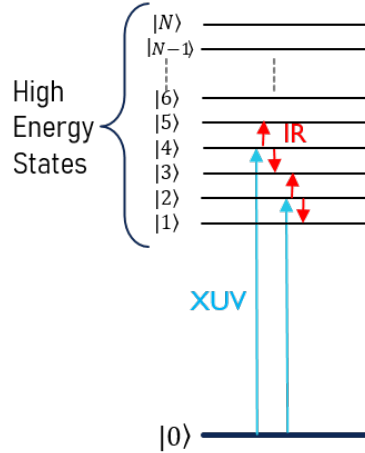 |N⟩
|N−1⟩
|6⟩
|5⟩
IR
|4⟩
|3⟩
|2⟩
|1⟩
High
Energy
States
XUV
|0⟩